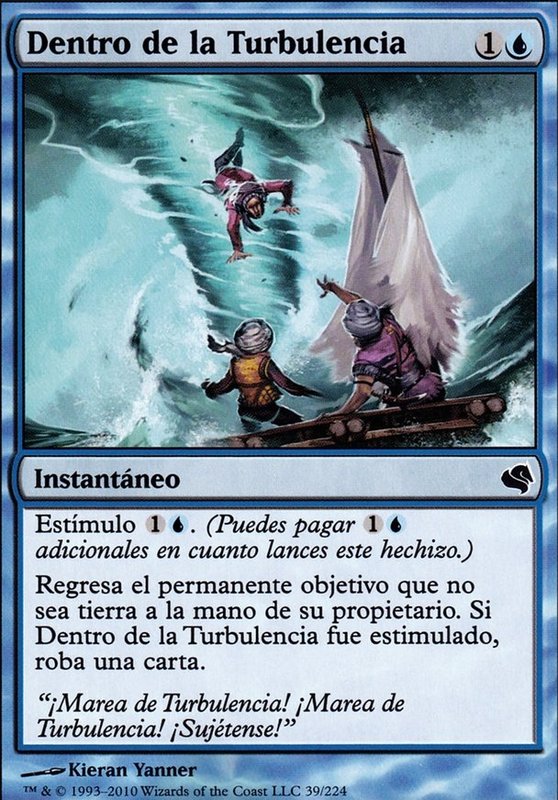 Dentro de la Turbulencia 1
Instantáneo
Estímulo 1. (Puedes pagar 1
adicionales en cuanto lances este hechizo.)
Regresa el permanente objetivo que no
sea tierra a la mano de su propietario. Si
Dentro de la Turbulencia fue estimulado,
roba una carta.
“¡Marea de Turbulencia! ¡Marea de
Turbulencia! ¡Sujétense!”
Kieran Yanner
™ & © 1993–2010 Wizards of the Coast LLC 39/224